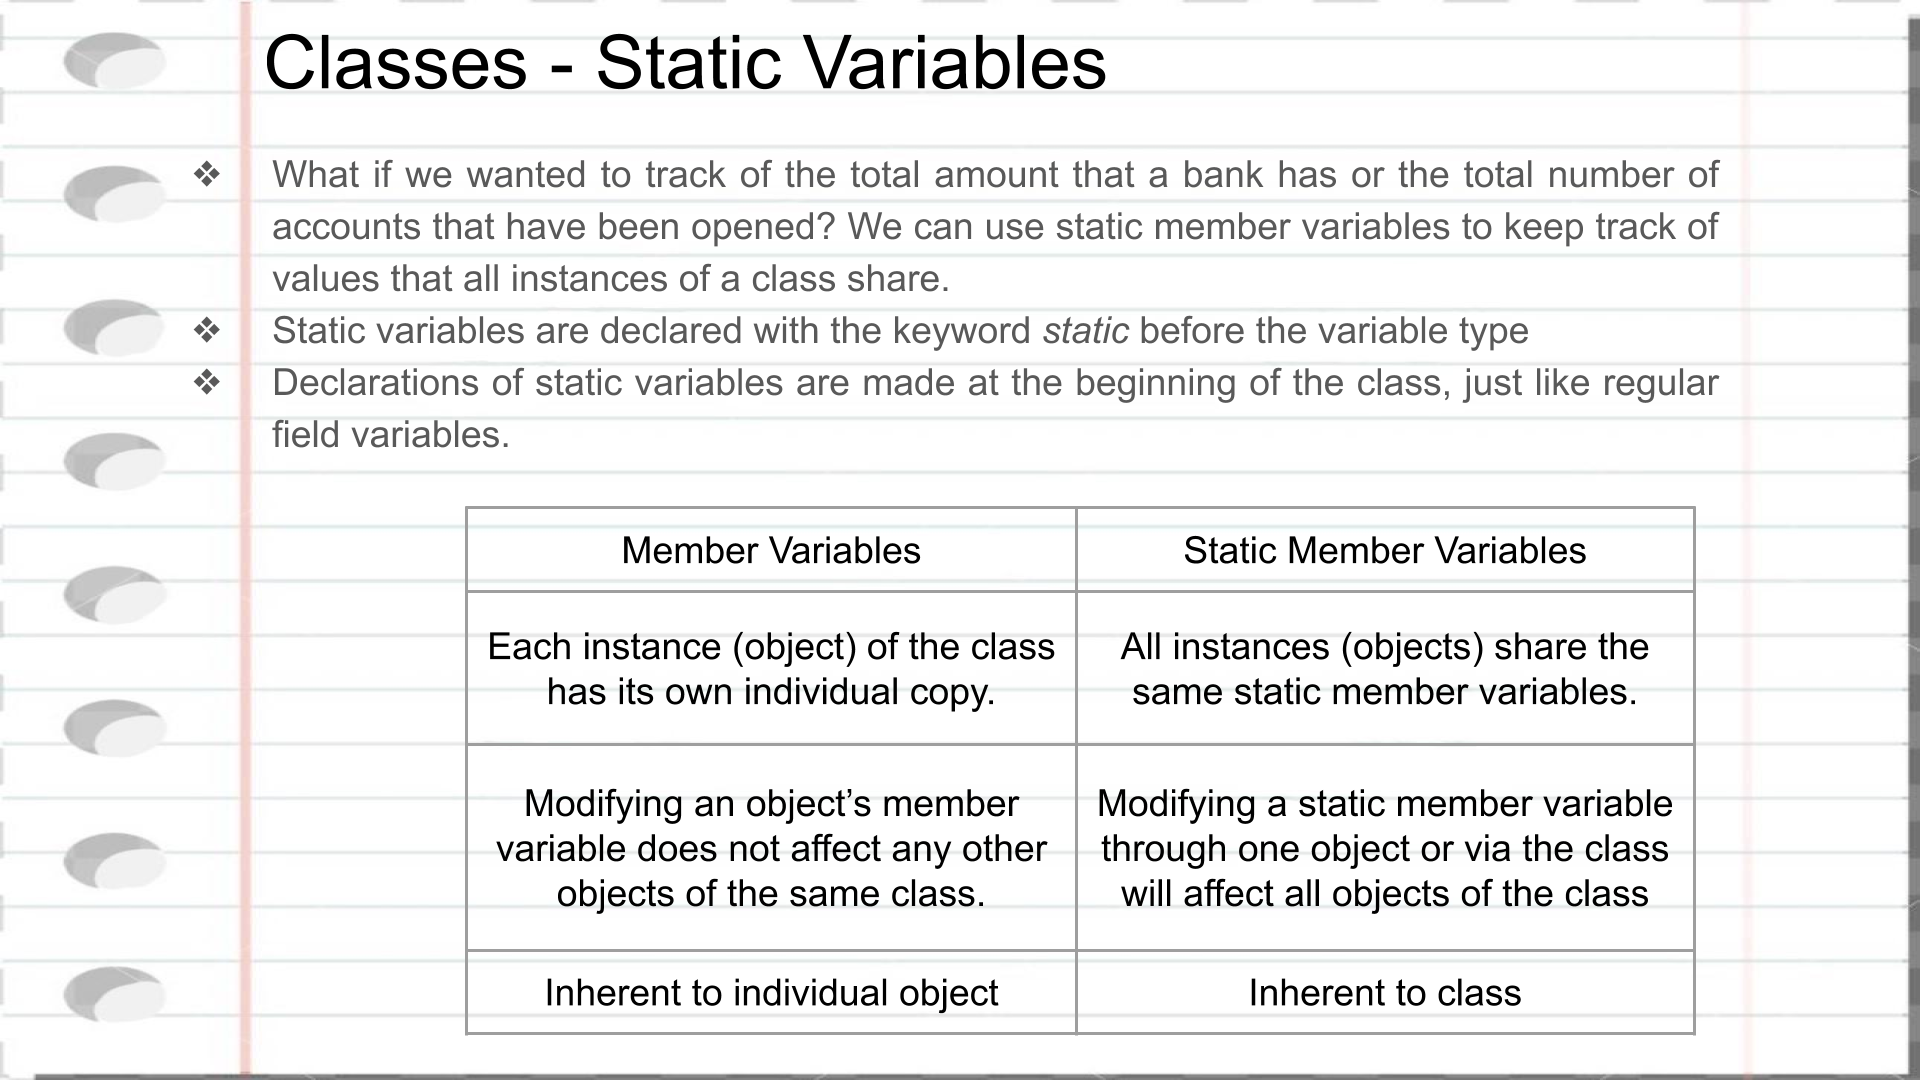 Classes - Static Variables
❖ What if we wanted to track of the total amount that a bank has or the total number of
accounts that have been opened? We can use static member variables to keep track of
values that all instances of a class share.
❖ Static variables are declared with the keyword static before the variable type
❖ Declarations of static variables are made at the beginning of the class, just like regular
field variables.
Member Variables
Static Member Variables
Each instance (object) of the class
has its own individual copy.
All instances (objects) share the
same static member variables.
Modifying an object’s member
variable does not affect any other
objects of the same class.
Modifying a static member variable
through one object or via the class
will affect all objects of the class
Inherent to individual object
Inherent to class